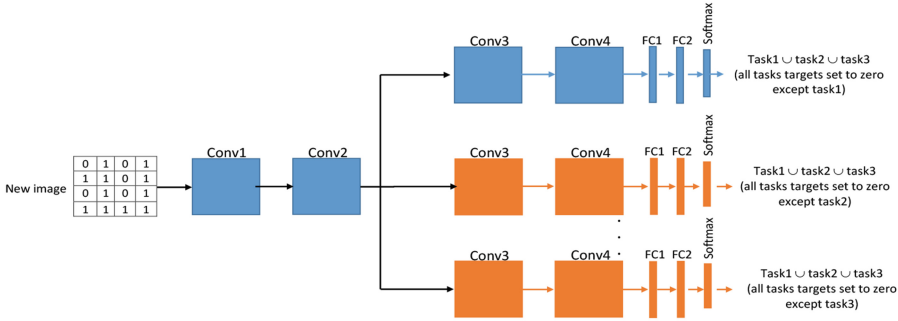 Conv3
Conv4
FC1
FC2
Softmax
Task1 ∪ task2 ∪ task3
(all tasks targets set to zero
except task1)
New image
0 1 0 1
1 1 0 1
0 1 0 1
1 1 1 1
Conv1
Conv2
Conv3
Conv4
FC1
FC2
Softmax
Task1 ∪ task2 ∪ task3
(all tasks targets set to zero
except task2)
Conv3
Conv4
FC1
FC2
Softmax
Task1 ∪ task2 ∪ task3
(all tasks targets set to zero
except task3)